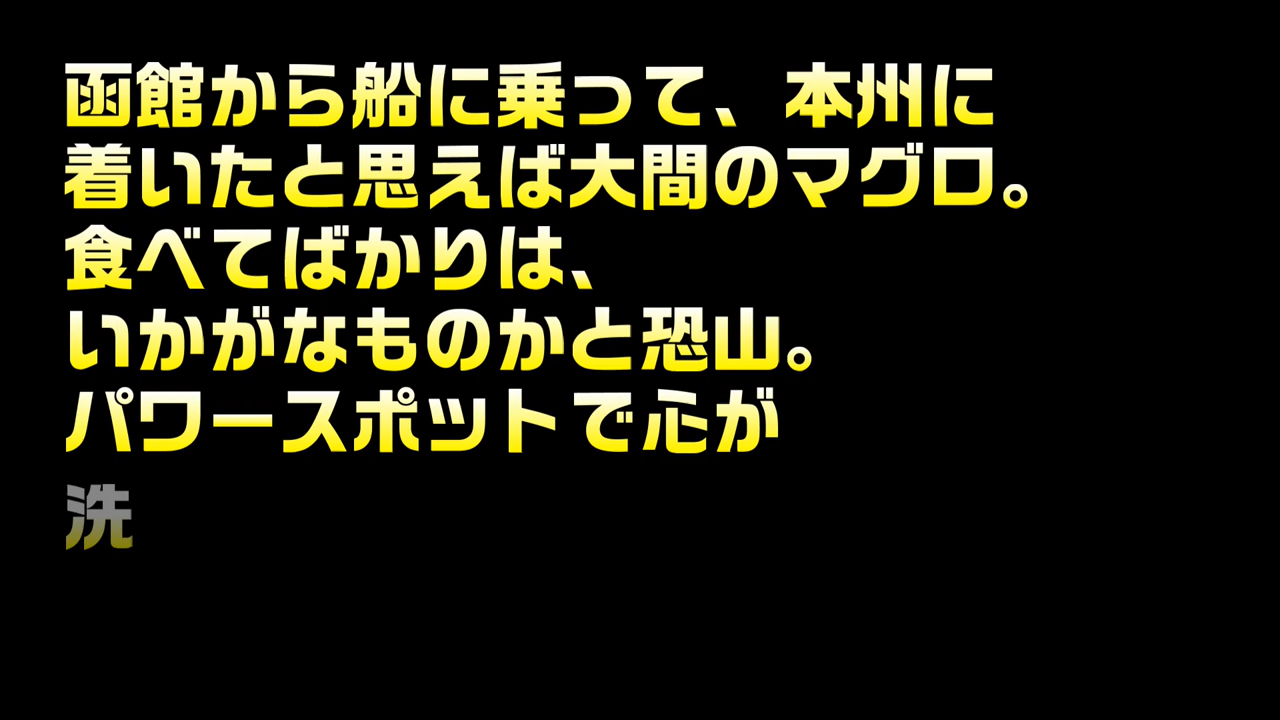 函館から船に乗って、本州に
着いたと思えば大間のマグロ。
食べてばかりは、
いかがなものかと恐山。
パワースポットで心が
洗